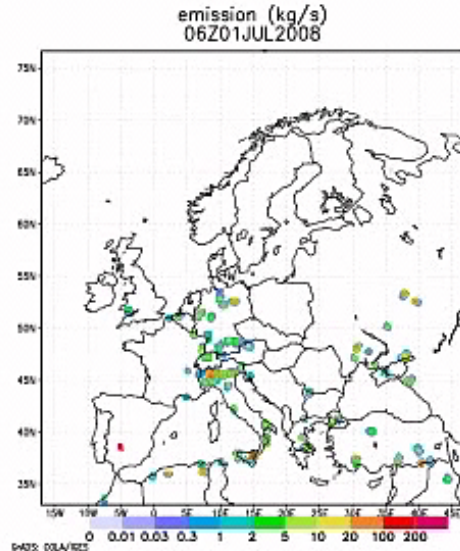 emission (kg/s)
06Z01JUL2008
75N
70N
65N
60N
55N
50N
45N
40N
35N
15W 10W 5W 0 5E 10E 15E 20E 25E 30E 35E 40E 45E
0 0.01 0.03 0.3 1 2 5 10 20 100 200
GrADS: COLA/IGES